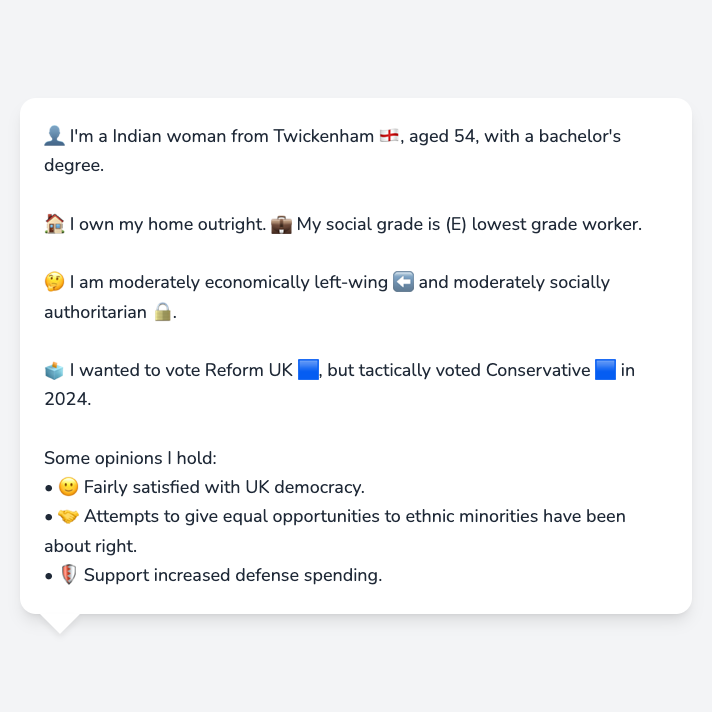 👤 I'm a Indian woman from Twickenham 🏴󠁧󠁢󠁥󠁮󠁧󠁿, aged 54, with a bachelor's
degree.
🏠 I own my home outright. 💼 My social grade is (E) lowest grade worker.
🤔 I am moderately economically left-wing ⬅️ and moderately socially
authoritarian 🔒.
🗳️ I wanted to vote Reform UK 🟦, but tactically voted Conservative 🟦 in
2024.
Some opinions I hold:
• 🙂 Fairly satisfied with UK democracy.
• 🤝 Attempts to give equal opportunities to ethnic minorities have been
about right.
• 🛡️ Support increased defense spending.